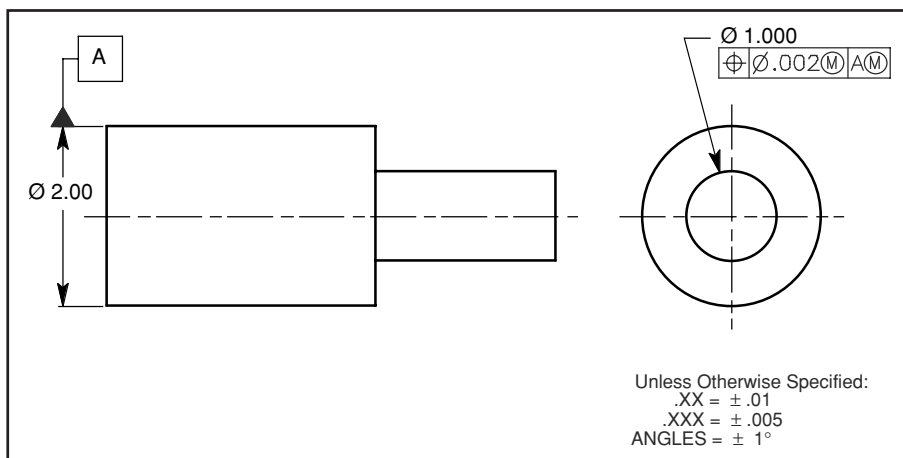 A
Ø 1.000
⌖ Ø.002Ⓜ AⓂ
Ø 2.00
Unless Otherwise Specified:
.XX = ± .01
.XXX = ± .005
ANGLES = ± 1°